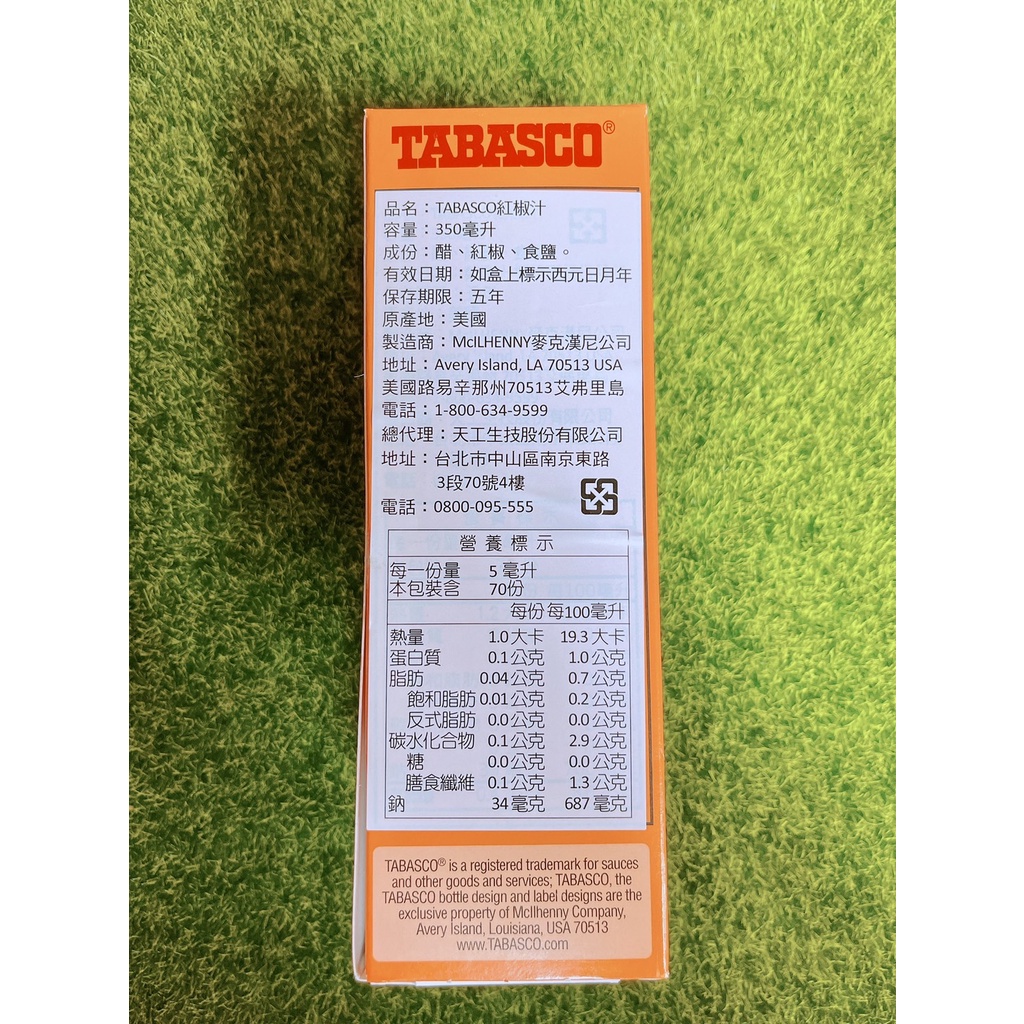 TABASCO®
品名：TABASCO紅椒汁
容量：350毫升
成份：醋、紅椒、食鹽。
有效日期：如盒上標示西元日月年
保存期限：五年
原產地：美國
製造商：McILHENNY麥克漢尼公司
地址：Avery Island, LA 70513 USA
美國路易辛那州70513艾弗里島
電話：1-800-634-9599
總代理：天工生技股份有限公司
地址：台北市中山區南京東路
3段70號4樓
電話：0800-095-555
營養標示
每一份量 5 毫升
本包裝含 70份
每份 每100毫升
熱量 1.0大卡 19.3大卡
蛋白質 0.1公克 1.0公克
脂肪 0.04公克 0.7公克
飽和脂肪 0.01公克 0.2公克
反式脂肪 0.0公克 0.0公克
碳水化合物 0.1公克 2.9公克
糖 0.0公克 0.0公克
膳食纖維 0.1公克 1.3公克
鈉 34毫克 687毫克
TABASCO® is a registered trademark for sauces
and other goods and services; TABASCO, the
TABASCO bottle design and label designs are the
exclusive property of McIlhenny Company,
Avery Island, Louisiana, USA 70513
www.TABASCO.com